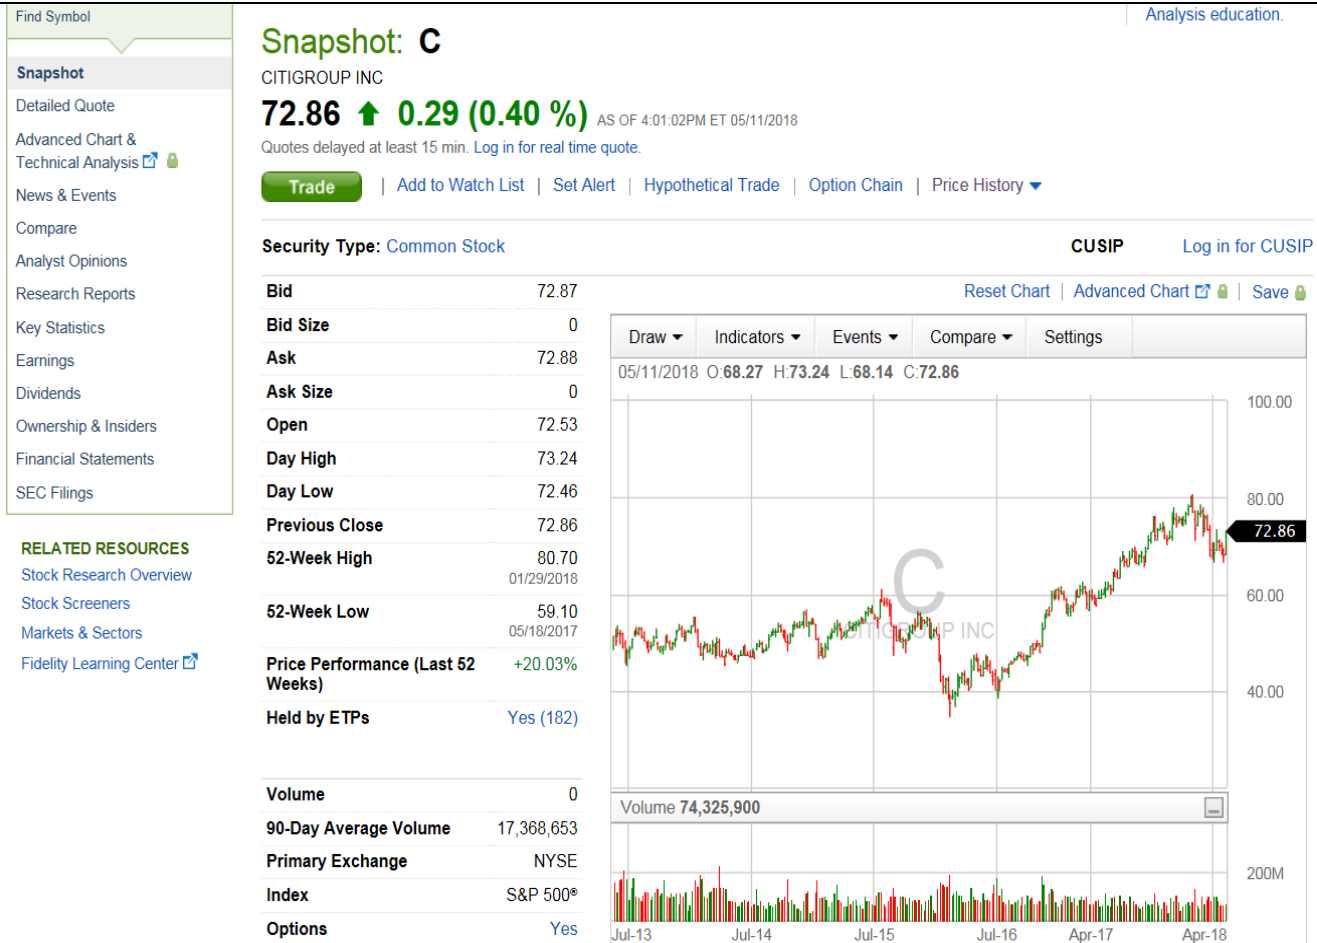 Find Symbol
Snapshot
Detailed Quote
Advanced Chart &
Technical Analysis
News & Events
Compare
Analyst Opinions
Research Reports
Key Statistics
Earnings
Dividends
Ownership & Insiders
Financial Statements
SEC Filings
RELATED RESOURCES
Stock Research Overview
Stock Screeners
Markets & Sectors
Fidelity Learning Center
Analysis education.
Snapshot: C
CITIGROUP INC
72.86 0.29 (0.40 %) AS OF 4:01:02PM ET 05/11/2018
Quotes delayed at least 15 min. Log in for real time quote.
Trade | Add to Watch List | Set Alert | Hypothetical Trade | Option Chain | Price History
Security Type: Common Stock
CUSIP Log in for CUSIP
Bid 72.87
Bid Size 0
Ask 72.88
Ask Size 0
Open 72.53
Day High 73.24
Day Low 72.46
Previous Close 72.86
52-Week High 80.70
01/29/2018
52-Week Low 59.10
05/18/2017
Price Performance (Last 52 +20.03%
Weeks)
Held by ETPs Yes (182)
Volume 0
90-Day Average Volume 17,368,653
Primary Exchange NYSE
Index S&P 500®
Options Yes
Reset Chart | Advanced Chart | Save
Draw Indicators Events Compare Settings
05/11/2018 O:68.27 H:73.24 L:68.14 C:72.86
100.00
80.00
72.86
60.00
40.00
C
CITIGROUP INC
Volume 74,325,900
200M
Jul-13 Jul-14 Jul-15 Jul-16 Apr-17 Apr-18